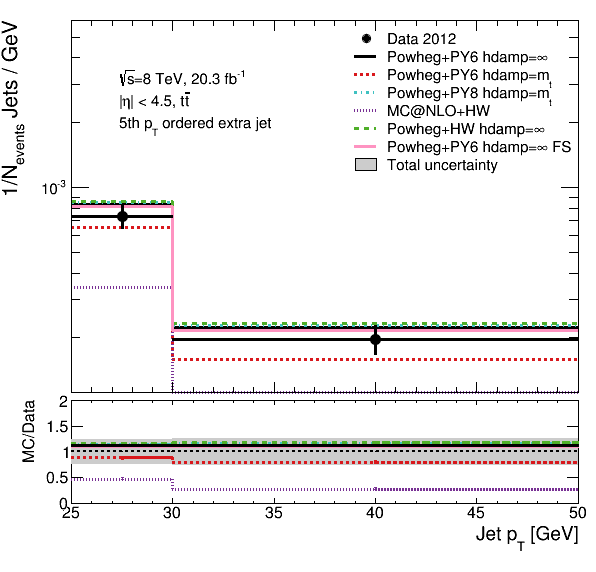 1/N_events Jets / GeV
10^-3
√s=8 TeV, 20.3 fb^-1
|η| < 4.5, tt̄
5th p_T ordered extra jet
Data 2012
Powheg+PY6 hdamp=∞
Powheg+PY6 hdamp=m_t
Powheg+PY8 hdamp=m_t
MC@NLO+HW
Powheg+HW hdamp=∞
Powheg+PY6 hdamp=∞ FS
Total uncertainty
MC/Data
2
1.5
1
0.5
0
25 30 35 40 45 50
Jet p_T [GeV]